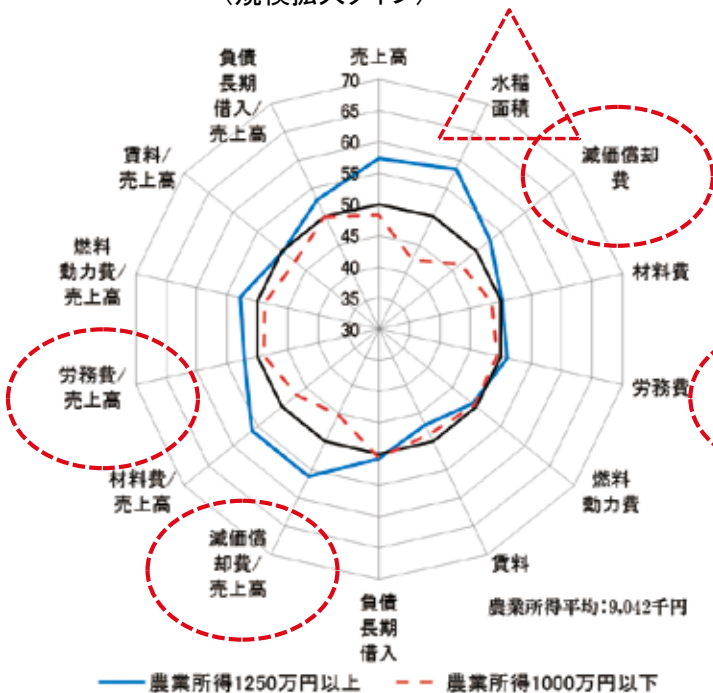 (規模拡大タイプ)
売上高
水稲
面積
減価償却
費
材料費
労務費
燃料
動力費
賃料
負債
長期
借入
減価償
却費/
売上高
材料費/
売上高
労務費/
売上高
燃料
動力費/
売上高
賃料/
売上高
負債
長期
借入/
売上高
70
65
60
55
50
45
40
35
30
農業所得平均:9,042千円
農業所得1250万円以上
農業所得1000万円以下